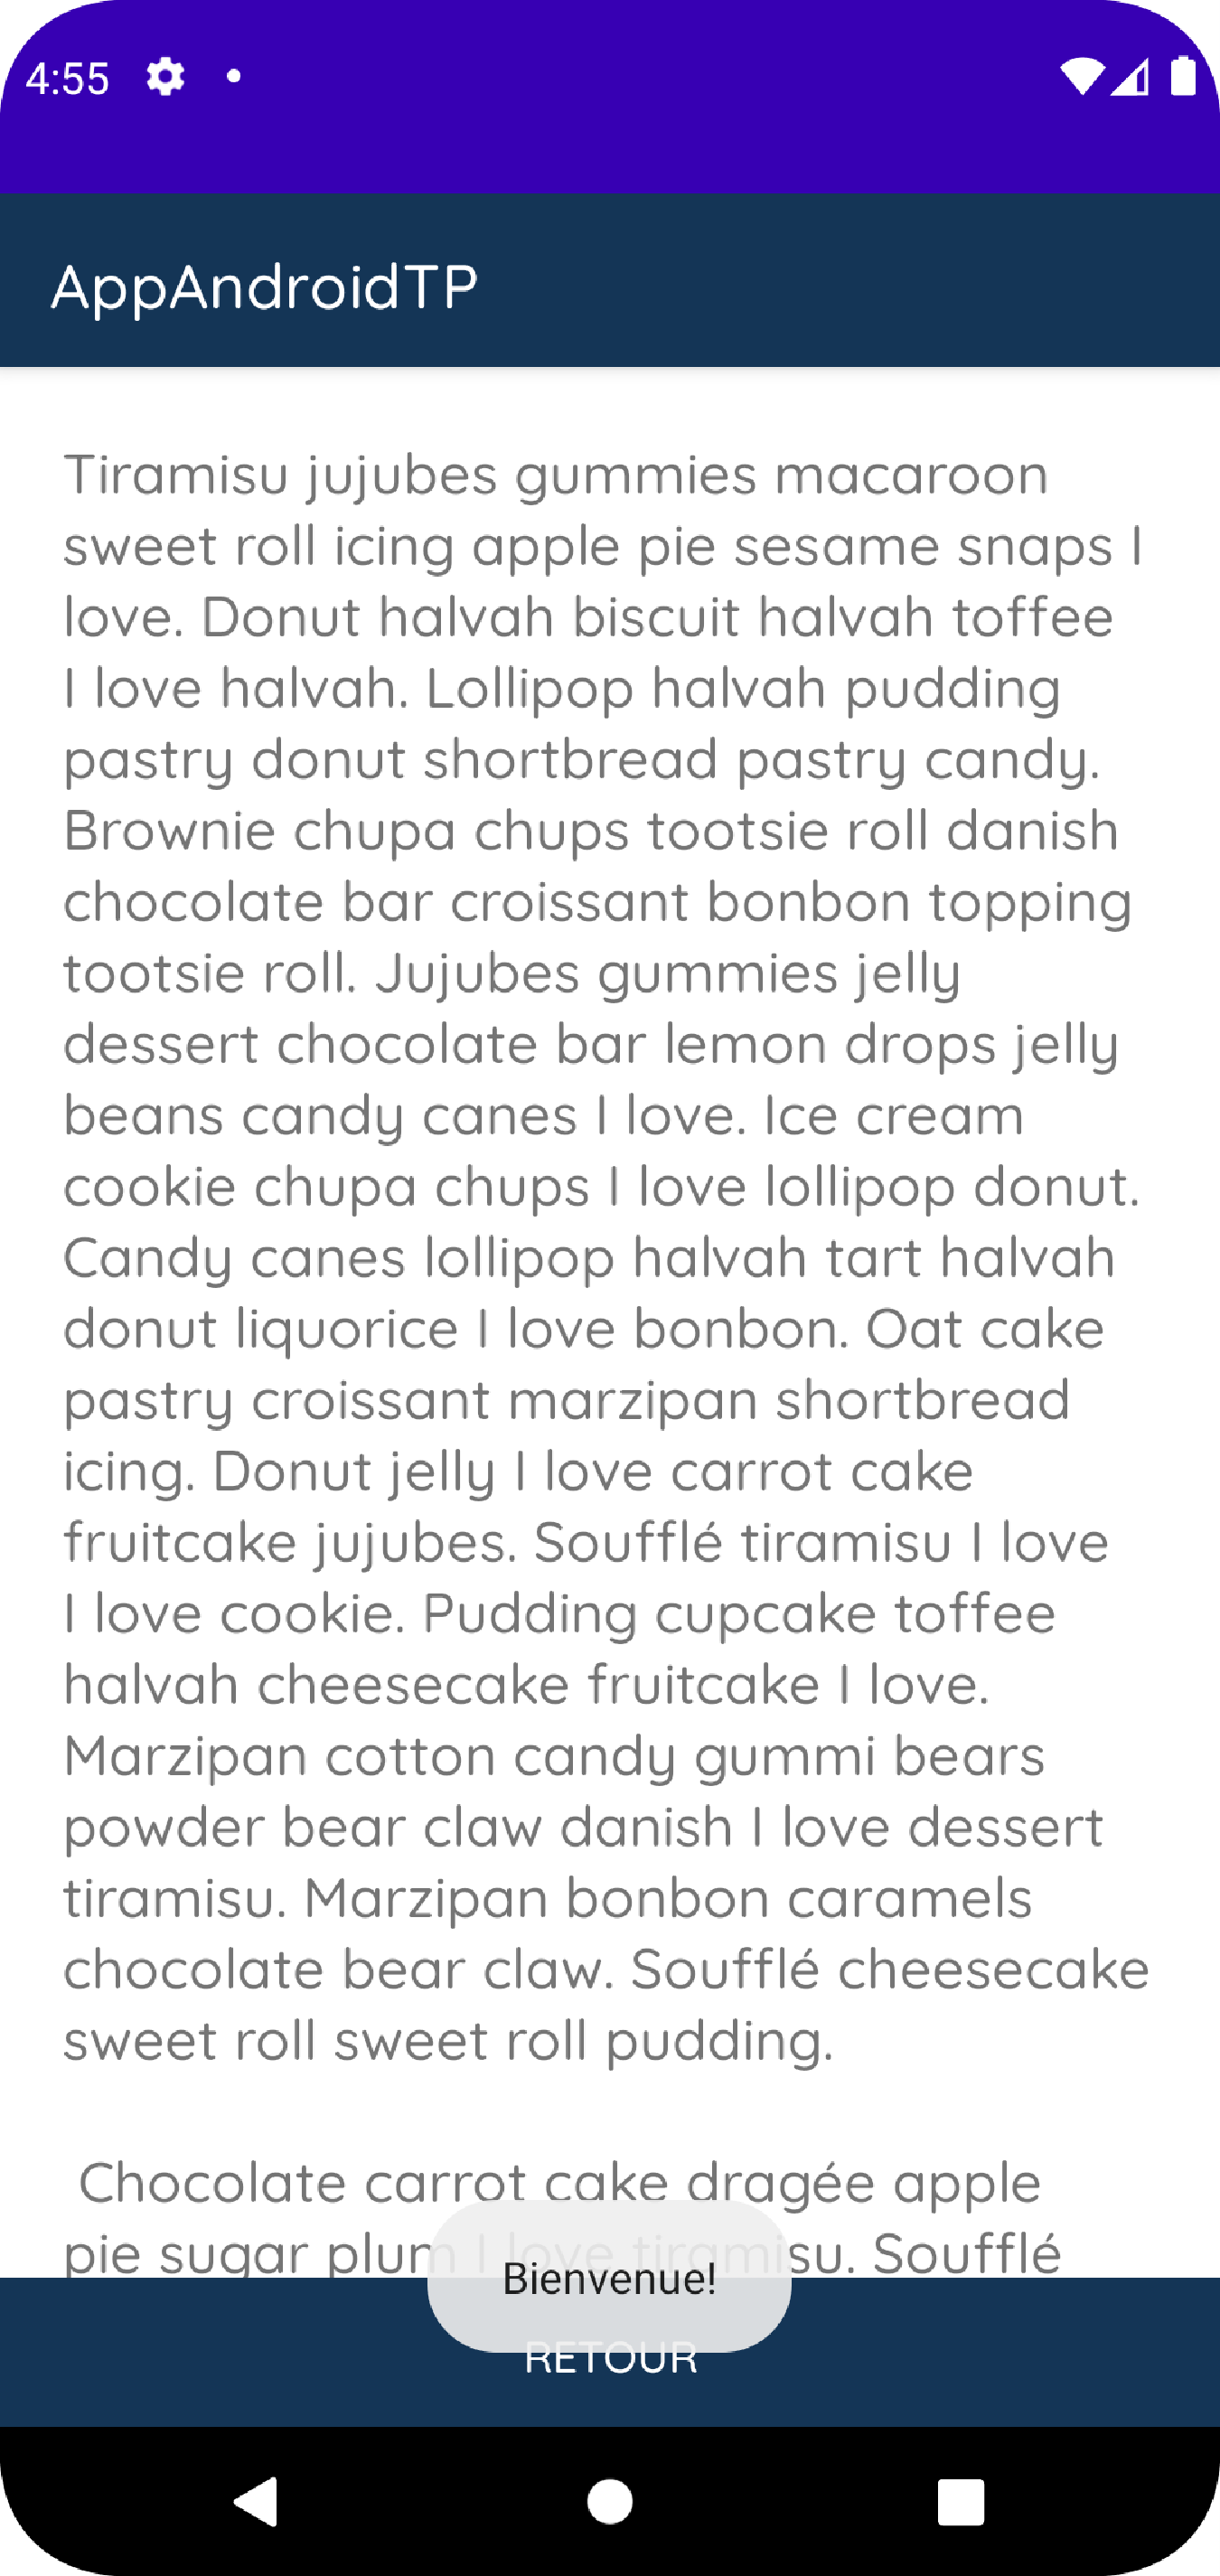 4:55
AppAndroidTP
Tiramisu jujubes gummies macaroon
sweet roll icing apple pie sesame snaps I
love. Donut halvah biscuit halvah toffee
I love halvah. Lollipop halvah pudding
pastry donut shortbread pastry candy.
Brownie chupa chups tootsie roll danish
chocolate bar croissant bonbon topping
tootsie roll. Jujubes gummies jelly
dessert chocolate bar lemon drops jelly
beans candy canes I love. Ice cream
cookie chupa chups I love lollipop donut.
Candy canes lollipop halvah tart halvah
donut liquorice I love bonbon. Oat cake
pastry croissant marzipan shortbread
icing. Donut jelly I love carrot cake
fruitcake jujubes. Soufflé tiramisu I love
I love cookie. Pudding cupcake toffee
halvah cheesecake fruitcake I love.
Marzipan cotton candy gummi bears
powder bear claw danish I love dessert
tiramisu. Marzipan bonbon caramels
chocolate bear claw. Soufflé cheesecake
sweet roll sweet roll pudding.
Chocolate carrot cake dragée apple
pie sugar plum I love tiramisu. Soufflé
Bienvenue!
RETOUR